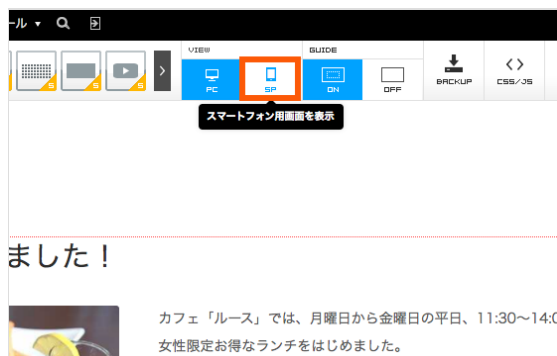 ール ▼
VIEW GUIDE
PC SP ON OFF BACKUP CSS/JS
S S S
スマートフォン用画面を表示
ました！
カフェ「ルース」では、月曜日から金曜日の平日、11:30〜14:0
女性限定お得なランチをはじめました。